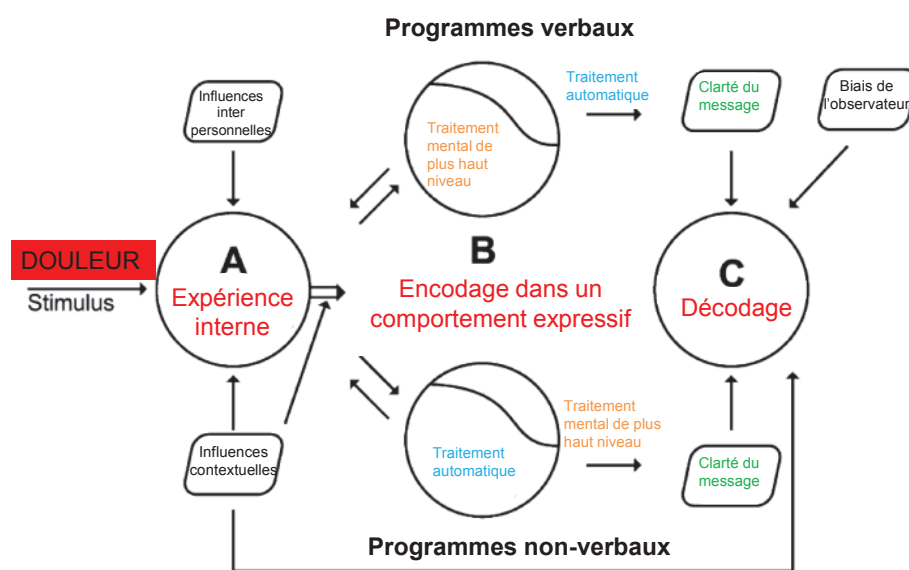 Programmes verbaux
Influences
inter
personnelles
Traitement
mental de
plus haut
niveau
Traitement
automatique
Clarté du
message
Biais de
l'observateur
DOULEUR
Stimulus
A
Expérience
interne
B
Encodage dans un
comportement expressif
C
Décodage
Influences
contextuelles
Traitement
automatique
Traitement
mental de plus
haut niveau
Clarté du
message
Programmes non-verbaux